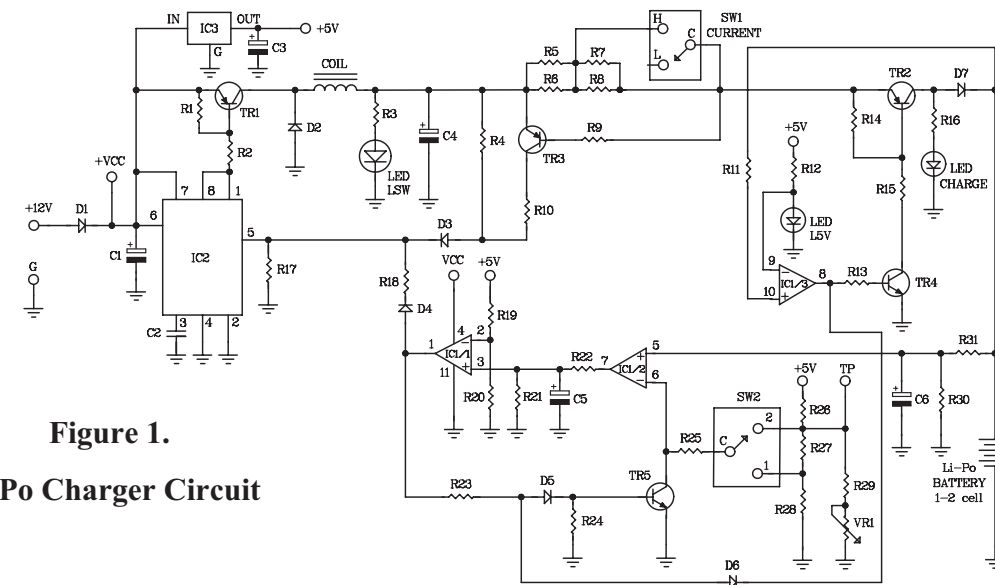 IN
OUT
IC3
G
+5V
C3
SW1
CURRENT
H
C
L
R5
R7
R6
R8
COIL
R1
TR1
R2
D2
R3
LED
LSW
C4
R4
TR3
R9
R10
R11
+5V
R12
LED
L5V
TR2
D7
R14
R16
R15
LED
CHARGE
+VCC
+12V
D1
C1
7
8
1
6
5
IC2
3
4
2
C2
G
R17
D3
R18
D4
VCC
+5V
R19
4
2
1
3
11
IC1/1
R20
R21
C5
R22
7
IC1/2
5
6
9
8
10
IC1/3
R13
TR4
R31
C6
R30
+5V
TP
SW2
2
C
1
R25
R26
R27
R28
R29
VR1
Li-Po
BATTERY
1-2 cell
R23
D5
R24
TR5
D6
Figure 1.
Po Charger Circuit